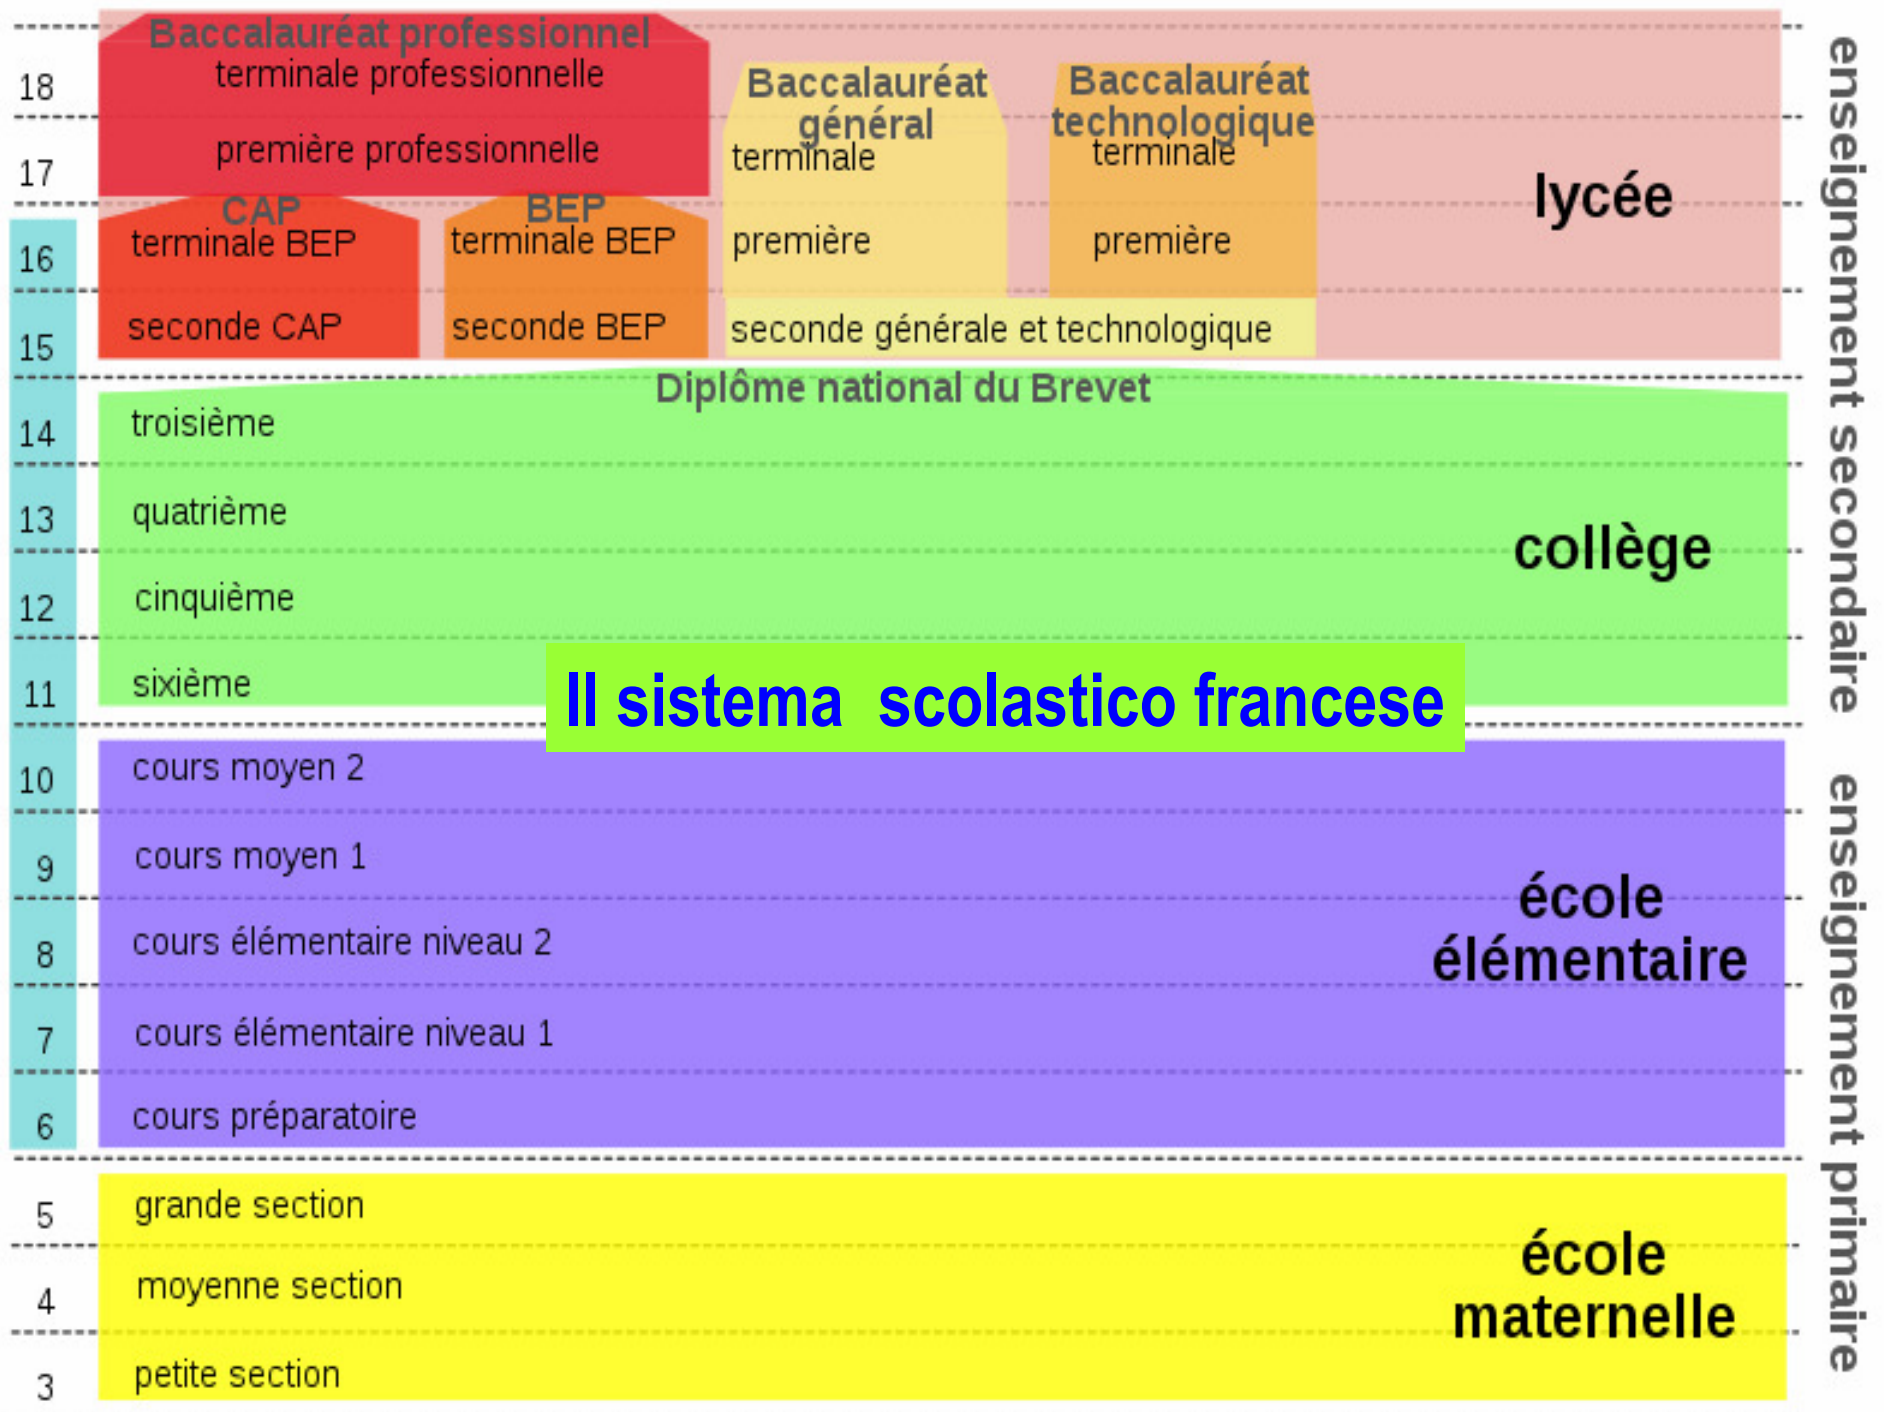 Baccalauréat professionnel
18
terminale professionnelle
Baccalauréat
général
Baccalauréat
technologique
17
première professionnelle
terminale
terminale
lycée
CAP
BEP
16
terminale BEP
terminale BEP
première
première
15
seconde CAP
seconde BEP
seconde générale et technologique
Diplôme national du Brevet
14
troisième
13
quatrième
collège
12
cinquième
11
sixième
Il sistema scolastico francese
enseignement secondaire
10
cours moyen 2
9
cours moyen 1
école
élémentaire
8
cours élémentaire niveau 2
7
cours élémentaire niveau 1
6
cours préparatoire
5
grande section
école
maternelle
4
moyenne section
3
petite section
enseignement primaire